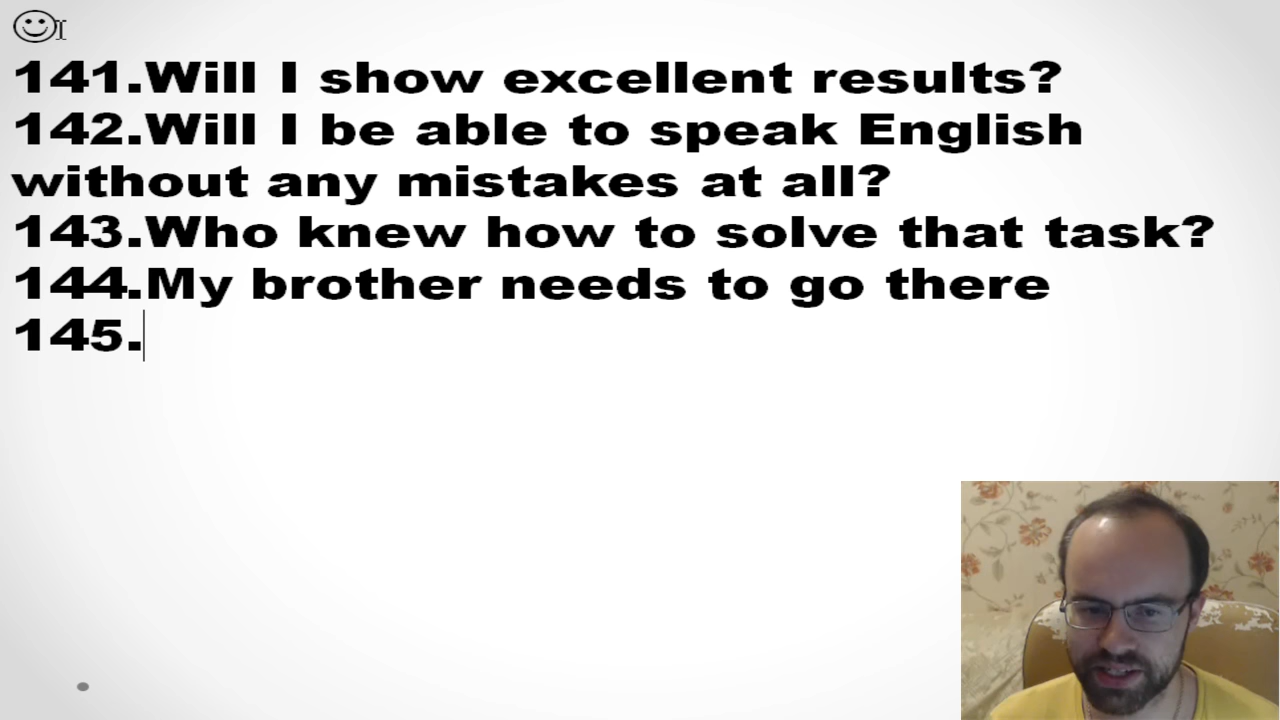 141.Will I show excellent results?
142.Will I be able to speak English
without any mistakes at all?
143.Who knew how to solve that task?
144.My brother needs to go there
145.